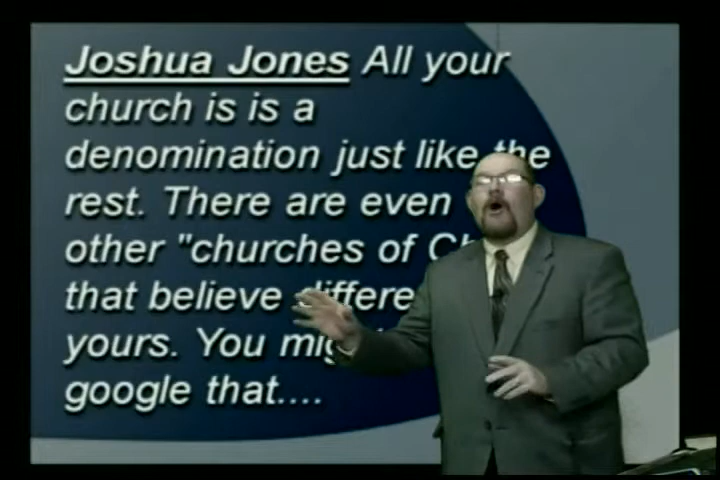 Joshua Jones All your
church is is a
denomination just like the
rest. There are even
other "churches of
that believe
yours. You
google that....